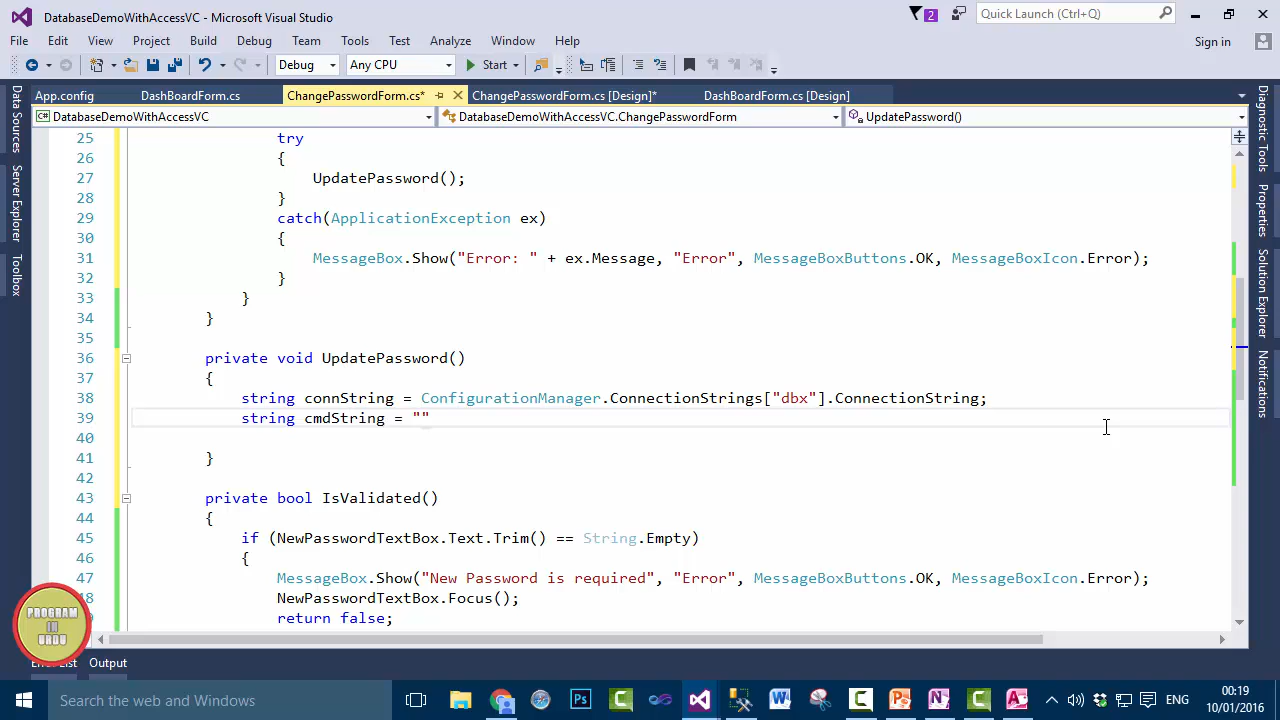 DatabaseDemoWithAccessVC - Microsoft Visual Studio
2
Quick Launch (Ctrl+Q)
File Edit View Project Build Debug Team Tools Test Analyze Window Help
Sign in
Debug
Any CPU
Start
App.config DashBoardForm.cs ChangePasswordForm.cs* ChangePasswordForm.cs [Design]* DashBoardForm.cs [Design]
DatabaseDemoWithAccessVC DatabaseDemoWithAccessVC.ChangePasswordForm UpdatePassword()
Data Sources
Server Explorer
Toolbox
25 try
26 {
27 UpdatePassword();
28 }
29 catch(ApplicationException ex)
30 {
31 MessageBox.Show("Error: " + ex.Message, "Error", MessageBoxButtons.OK, MessageBoxIcon.Error);
32 }
33 }
34 }
35
36 private void UpdatePassword()
37 {
38 string connString = ConfigurationManager.ConnectionStrings["dbx"].ConnectionString;
39 string cmdString = ""
40
41 }
42
43 private bool IsValidated()
44 {
45 if (NewPasswordTextBox.Text.Trim() == String.Empty)
46 {
47 MessageBox.Show("New Password is required", "Error", MessageBoxButtons.OK, MessageBoxIcon.Error);
NewPasswordTextBox.Focus();
return false;
Diagnostic Tools
Properties
Solution Explorer
Notifications
PROGRAM
IN
URDU
Error List Output
Search the web and Windows
ENG
00:19
10/01/2016